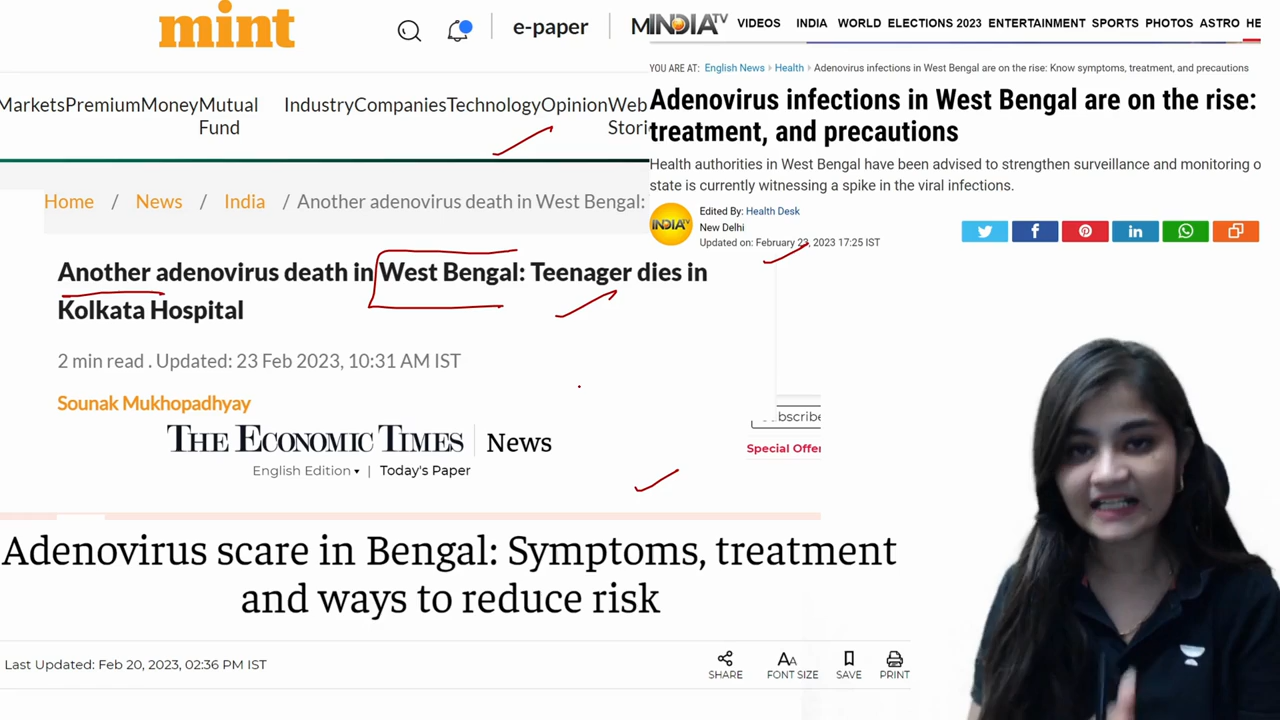 mint
e-paper
MarketsPremiumMoneyMutual Fund IndustryCompaniesTechnologyOpinionWeb
Home / News / India / Another adenovirus death in West Bengal:
Another adenovirus death in West Bengal: Teenager dies in
Kolkata Hospital
2 min read . Updated: 23 Feb 2023, 10:31 AM IST
Sounak Mukhopadhyay
INDIA TV VIDEOS INDIA WORLD ELECTIONS 2023 ENTERTAINMENT SPORTS PHOTOS ASTRO HE
YOU ARE AT: English News Health Adenovirus infections in West Bengal are on the rise: Know symptoms, treatment, and precautions
Adenovirus infections in West Bengal are on the rise:
treatment, and precautions
Health authorities in West Bengal have been advised to strengthen surveillance and monitoring o
state is currently witnessing a spike in the viral infections.
INDIA TV
Edited By: Health Desk
New Delhi
Updated on: February 23, 2023 17:25 IST
THE ECONOMIC TIMES | News
English Edition | Today's Paper
Special Offer
Adenovirus scare in Bengal: Symptoms, treatment
and ways to reduce risk
Last Updated: Feb 20, 2023, 02:36 PM IST
SHARE FONT SIZE SAVE PRINT